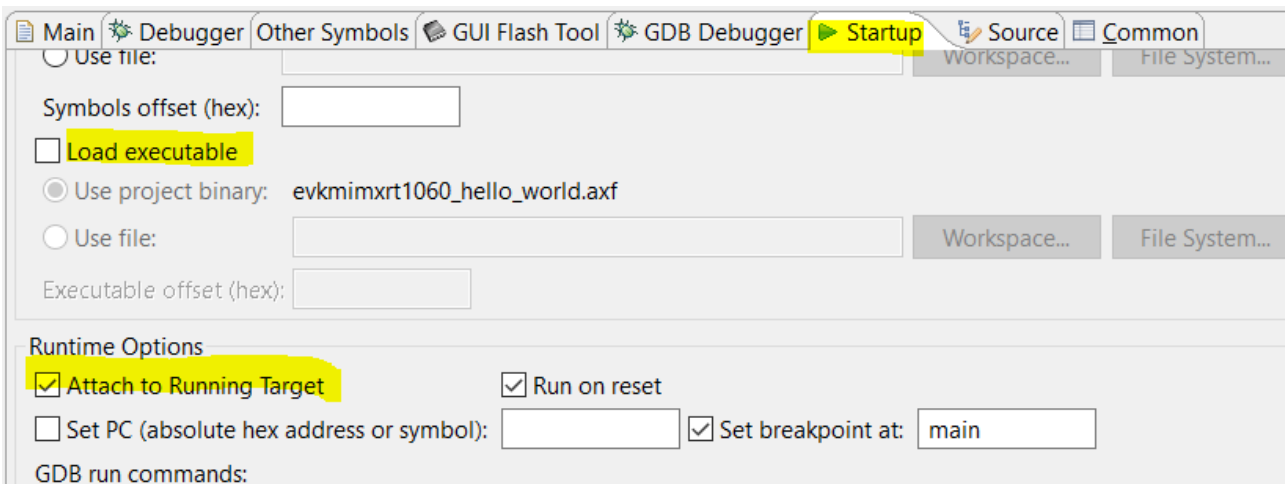 Main Debugger Other Symbols GUI Flash Tool GDB Debugger Startup Source Common
Use file: Workspace... File System...
Symbols offset (hex):
Load executable
Use project binary: evkmimxrt1060_hello_world.axf
Use file: Workspace... File System...
Executable offset (hex):
Runtime Options
Attach to Running Target Run on reset
Set PC (absolute hex address or symbol): Set breakpoint at: main
GDB run commands: